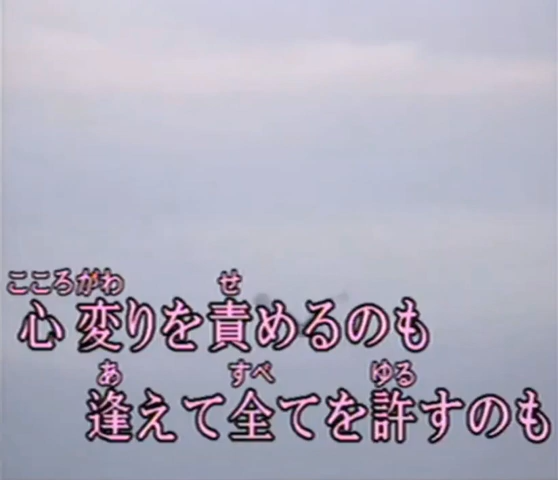 こころがわ せ
心変りを責めるのも
あ すべ ゆる
逢えて全てを許すのも